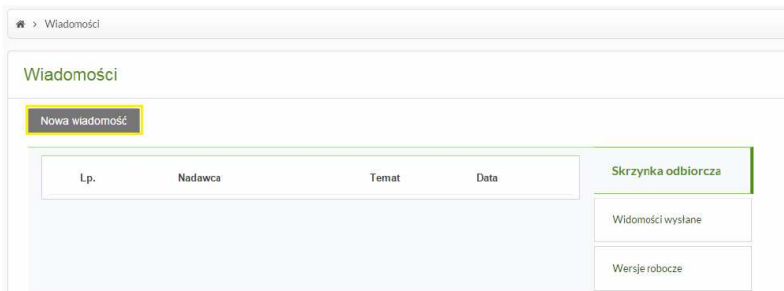 > Wiadomości
Wiadomości
Nowa wiadomość
Lp. Nadawca Temat Data
Skrzynka odbiorcza
Widomości wysłane
Wersje robocze